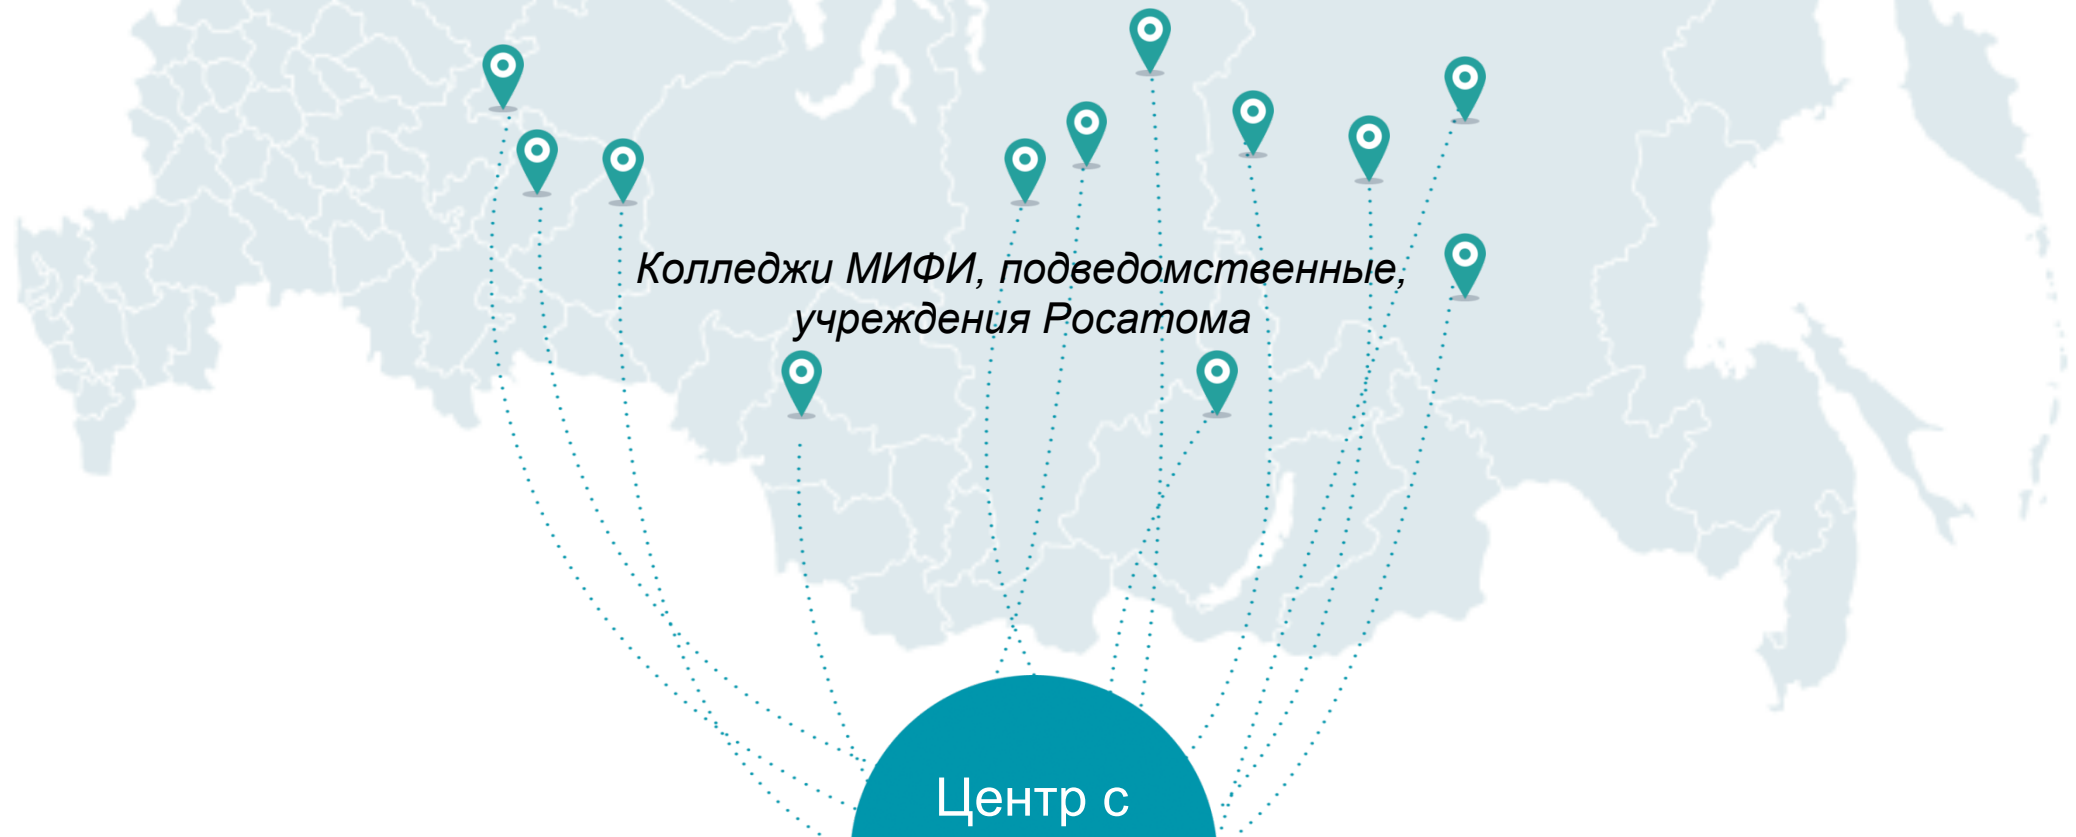 Колледжи МИФИ, подведомственные,
учреждения Росатома
Центр с